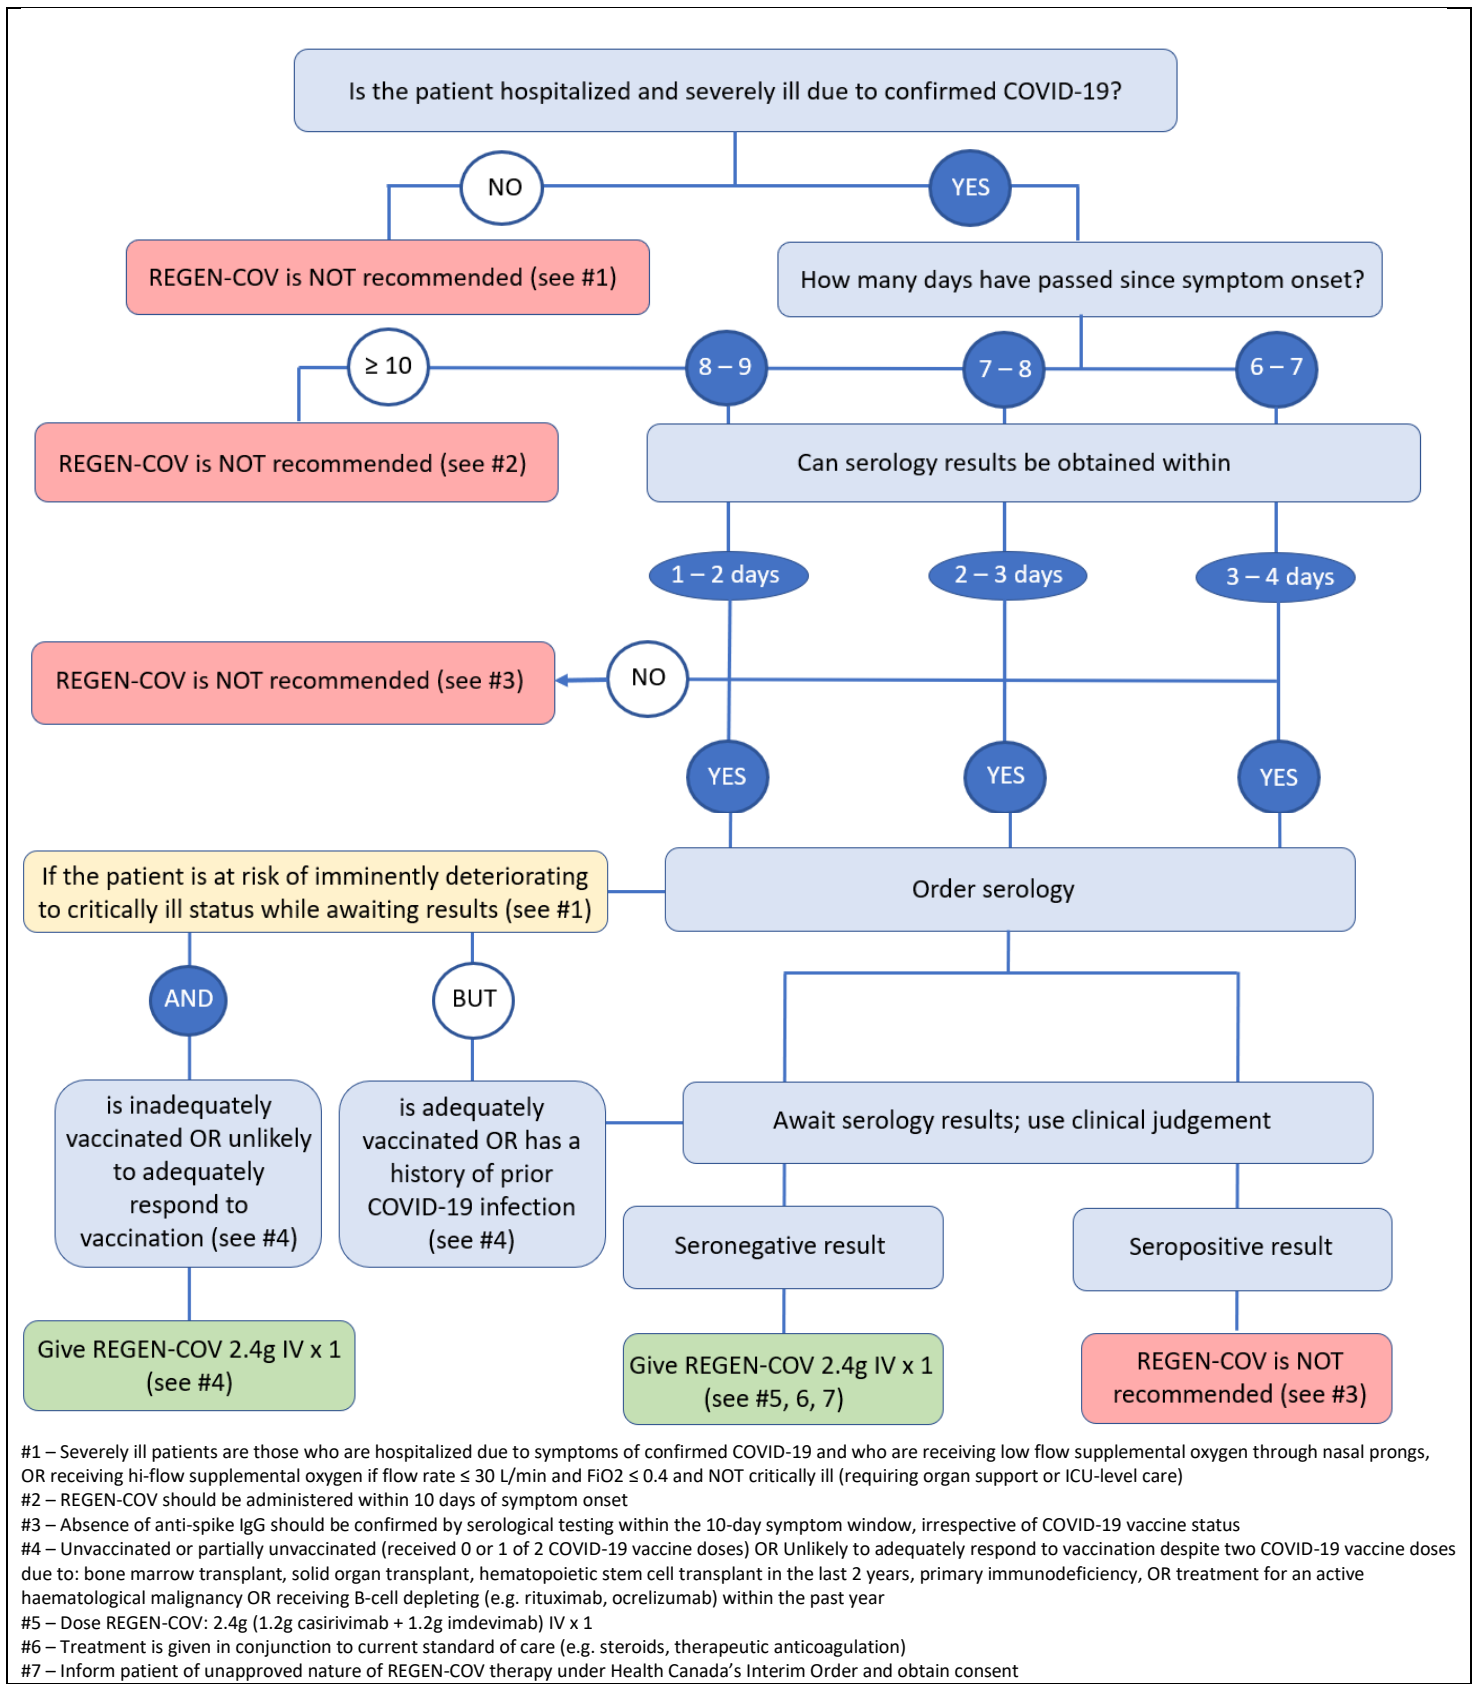 Is the patient hospitalized and severely ill due to confirmed COVID-19?
NO
YES
REGEN-COV is NOT recommended (see #1)
How many days have passed since symptom onset?
≥ 10
8 – 9
7 – 8
6 – 7
REGEN-COV is NOT recommended (see #2)
Can serology results be obtained within
1 – 2 days
2 – 3 days
3 – 4 days
REGEN-COV is NOT recommended (see #3)
NO
YES
YES
YES
If the patient is at risk of imminently deteriorating
to critically ill status while awaiting results (see #1)
Order serology
AND
BUT
is inadequately
vaccinated OR unlikely
to adequately
respond to
vaccination (see #4)
is adequately
vaccinated OR has a
history of prior
COVID-19 infection
(see #4)
Await serology results; use clinical judgement
Seronegative result
Seropositive result
Give REGEN-COV 2.4g IV x 1
(see #4)
Give REGEN-COV 2.4g IV x 1
(see #5, 6, 7)
REGEN-COV is NOT
recommended (see #3)
#1 – Severely ill patients are those who are hospitalized due to symptoms of confirmed COVID-19 and who are receiving low flow supplemental oxygen through nasal prongs,
OR receiving hi-flow supplemental oxygen if flow rate ≤ 30 L/min and FiO2 ≤ 0.4 and NOT critically ill (requiring organ support or ICU-level care)
#2 – REGEN-COV should be administered within 10 days of symptom onset
#3 – Absence of anti-spike IgG should be confirmed by serological testing within the 10-day symptom window, irrespective of COVID-19 vaccine status
#4 – Unvaccinated or partially unvaccinated (received 0 or 1 of 2 COVID-19 vaccine doses) OR Unlikely to adequately respond to vaccination despite two COVID-19 vaccine doses
due to: bone marrow transplant, solid organ transplant, hematopoietic stem cell transplant in the last 2 years, primary immunodeficiency, OR treatment for an active
haematological malignancy OR receiving B-cell depleting (e.g. rituximab, ocrelizumab) within the past year
#5 – Dose REGEN-COV: 2.4g (1.2g casirivimab + 1.2g imdevimab) IV x 1
#6 – Treatment is given in conjunction to current standard of care (e.g. steroids, therapeutic anticoagulation)
#7 – Inform patient of unapproved nature of REGEN-COV therapy under Health Canada's Interim Order and obtain consent